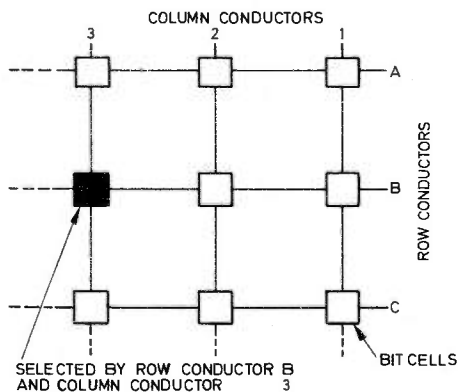 COLUMN CONDUCTORS
3 2 1
A
ROW CONDUCTORS
B
C
BIT CELLS
SELECTED BY ROW CONDUCTOR B
AND COLUMN CONDUCTOR 3